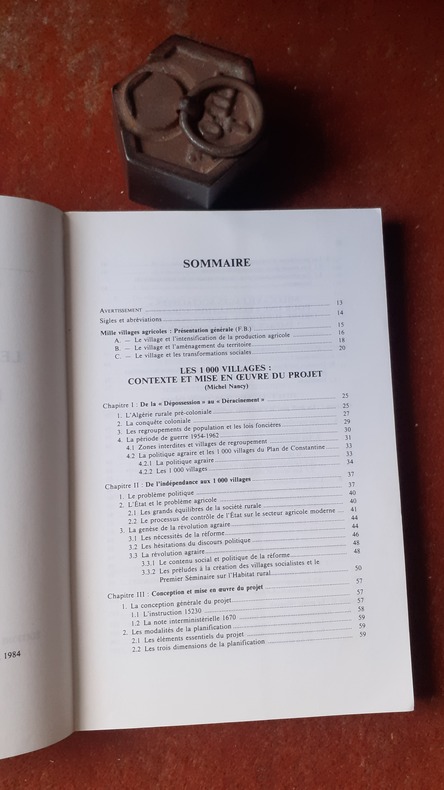 SOMMAIRE
AVERTISSEMENT 13
Sigles et abréviations 14
Mille villages agricoles : Présentation générale (F.B.) 15
A. — Le village et l'intensification de la production agricole 16
B. — Le village et l'aménagement du territoire 18
C. — Le village et les transformations sociales 20
LES 1 000 VILLAGES :
CONTEXTE ET MISE EN ŒUVRE DU PROJET
(Michel Nancy)
Chapitre I : De la « Dépossession » au « Déracinement » 25
1. L'Algérie rurale pré-coloniale 25
2. La conquête coloniale 27
3. Les regroupements de population et les lois foncières 29
4. La période de guerre 1954-1962 30
4.1 Zones interdites et villages de regroupement 31
4.2 La politique agraire et les 1 000 villages du Plan de Constantine 33
4.2.1 La politique agraire 33
4.2.2 Les 1 000 villages 34
Chapitre II : De l'indépendance aux 1 000 villages 37
1. Le problème politique 37
2. L'État et le problème agricole 40
2.1 Les grands équilibres de la société rurale 40
2.2 Le processus de contrôle de l'État sur le secteur agricole moderne 41
3. La genèse de la révolution agraire 44
3.1 Les nécessités de la réforme 44
3.2 Les hésitations du discours politique 46
3.3 La révolution agraire 48
3.3.1 Le contenu social et politique de la réforme 48
3.3.2 Les préludes à la création des villages socialistes et le
Premier Séminaire sur l'Habitat rural 50
Chapitre III : Conception et mise en œuvre du projet 57
1. La conception générale du projet 57
1.1 L'instruction 15230 57
1.2 La note interministérielle 1670 58
2. Les modalités de la planification 59
2.1 Les éléments essentiels du projet 59
2.2 Les trois dimensions de la planification 59
1984